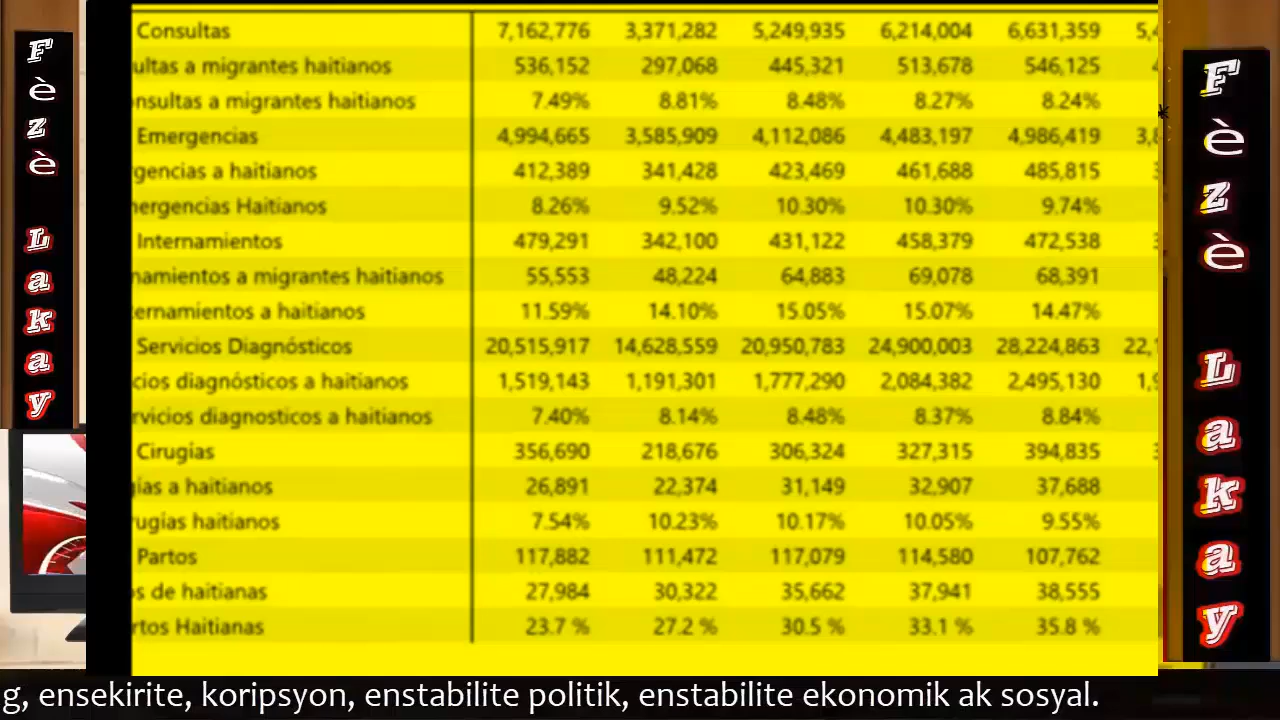 Fèzè Lakay
Consultas 7,162,776 3,371,282 5,249,935 6,214,004 6,631,359
ultas a migrantes haitianos 536,152 297,068 445,321 513,678 546,125
nsultas a migrantes haitianos 7.49% 8.81% 8.48% 8.27% 8.24%
Emergencias 4,994,665 3,585,909 4,112,086 4,483,197 4,986,419
gencias a haitianos 412,389 341,428 423,469 461,688 485,815
ergencias Haitianos 8.26% 9.52% 10.30% 10.30% 9.74%
Internamientos 479,291 342,100 431,122 458,379 472,538
namientos a migrantes haitianos 55,553 48,224 64,883 69,078 68,391
ernamientos a haitianos 11.59% 14.10% 15.05% 15.07% 14.47%
Servicios Diagnósticos 20,515,917 14,628,559 20,950,783 24,900,003 28,224,863 22,1
cios diagnósticos a haitianos 1,519,143 1,191,301 1,777,290 2,084,382 2,495,130 1,9
rvicios diagnosticos a haitianos 7.40% 8.14% 8.48% 8.37% 8.84%
Cirugías 356,690 218,676 306,324 327,315 394,835
gías a haitianos 26,891 22,374 31,149 32,907 37,688
rugías haitianos 7.54% 10.23% 10.17% 10.05% 9.55%
Partos 117,882 111,472 117,079 114,580 107,762
os de haitianas 27,984 30,322 35,662 37,941 38,555
rtos Haitianas 23.7 % 27.2 % 30.5 % 33.1 % 35.8 %
Fèzè Lakay
g, ensekirite, koripsyon, enstabilite politik, enstabilite ekonomik ak sosyal.